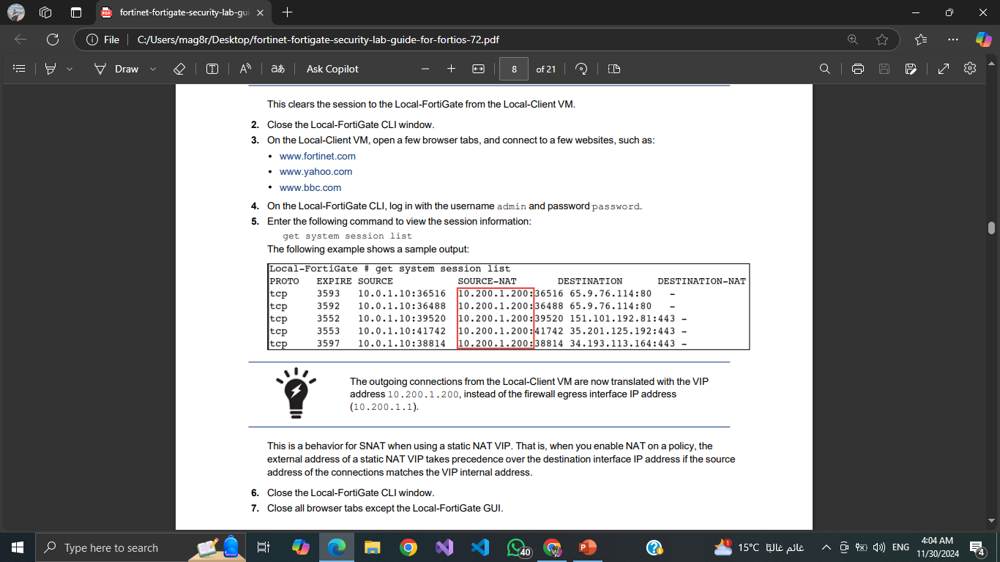 fortinet-fortigate-security-lab-gui
File
C:/Users/mag8r/Desktop/fortinet-fortigate-security-lab-guide-for-fortios-72.pdf
Draw
Ask Copilot
8 of 21
This clears the session to the Local-FortiGate from the Local-Client VM.
2. Close the Local-FortiGate CLI window.
3. On the Local-Client VM, open a few browser tabs, and connect to a few websites, such as:
• www.fortinet.com
• www.yahoo.com
• www.bbc.com
4. On the Local-FortiGate CLI, log in with the username admin and password password.
5. Enter the following command to view the session information:
get system session list
The following example shows a sample output:
Local-FortiGate # get system session list
PROTO EXPIRE SOURCE SOURCE-NAT DESTINATION DESTINATION-NAT
tcp 3593 10.0.1.10:36516 10.200.1.200:36516 65.9.76.114:80 -
tcp 3592 10.0.1.10:36488 10.200.1.200:36488 65.9.76.114:80 -
tcp 3552 10.0.1.10:39520 10.200.1.200:39520 151.101.192.81:443 -
tcp 3553 10.0.1.10:41742 10.200.1.200:41742 35.201.125.192:443 -
tcp 3597 10.0.1.10:38814 10.200.1.200:38814 34.193.113.164:443 -
The outgoing connections from the Local-Client VM are now translated with the VIP
address 10.200.1.200, instead of the firewall egress interface IP address
(10.200.1.1).
This is a behavior for SNAT when using a static NAT VIP. That is, when you enable NAT on a policy, the
external address of a static NAT VIP takes precedence over the destination interface IP address if the source
address of the connections matches the VIP internal address.
6. Close the Local-FortiGate CLI window.
7. Close all browser tabs except the Local-FortiGate GUI.
Type here to search
40
1
15°C غائم غالبًا
ENG
4:04 AM
11/30/2024
4